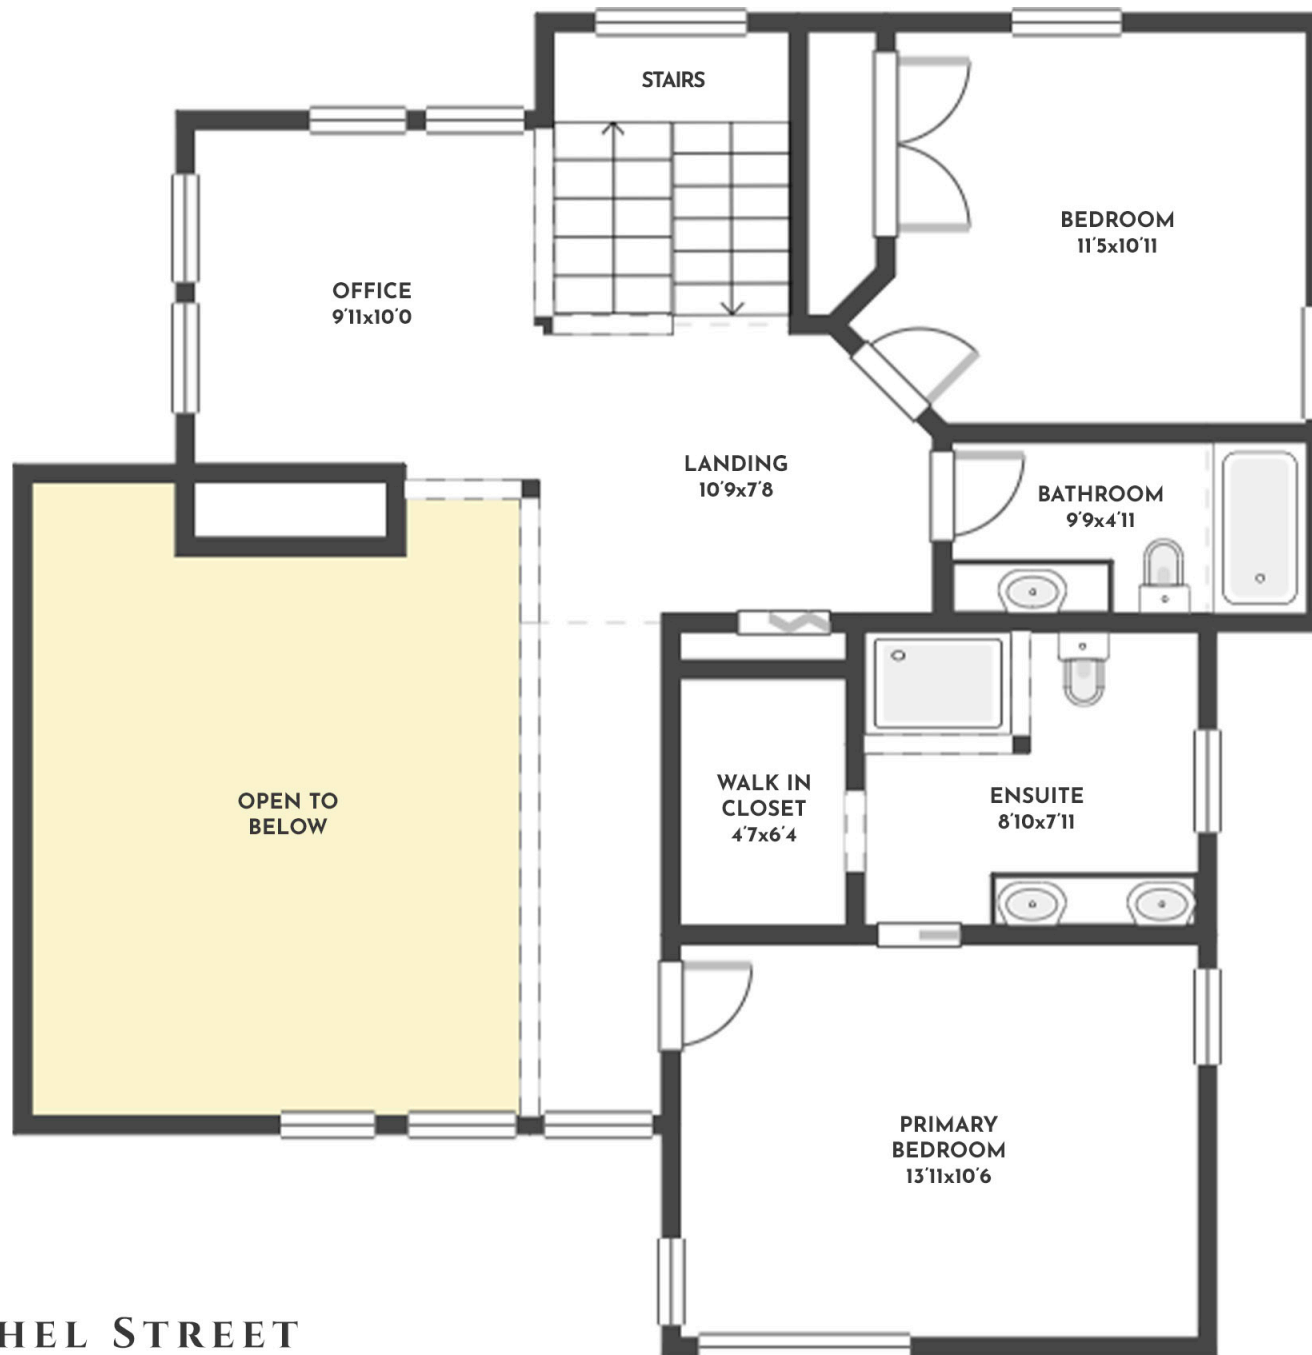 STAIRS
BEDROOM
11'5x10'11
OFFICE
9'11x10'0
LANDING
10'9x7'8
BATHROOM
9'9x4'11
WALK IN
CLOSET
4'7x6'4
ENSUITE
8'10x7'11
OPEN TO
BELOW
PRIMARY
BEDROOM
13'11x10'6
HEL STREET